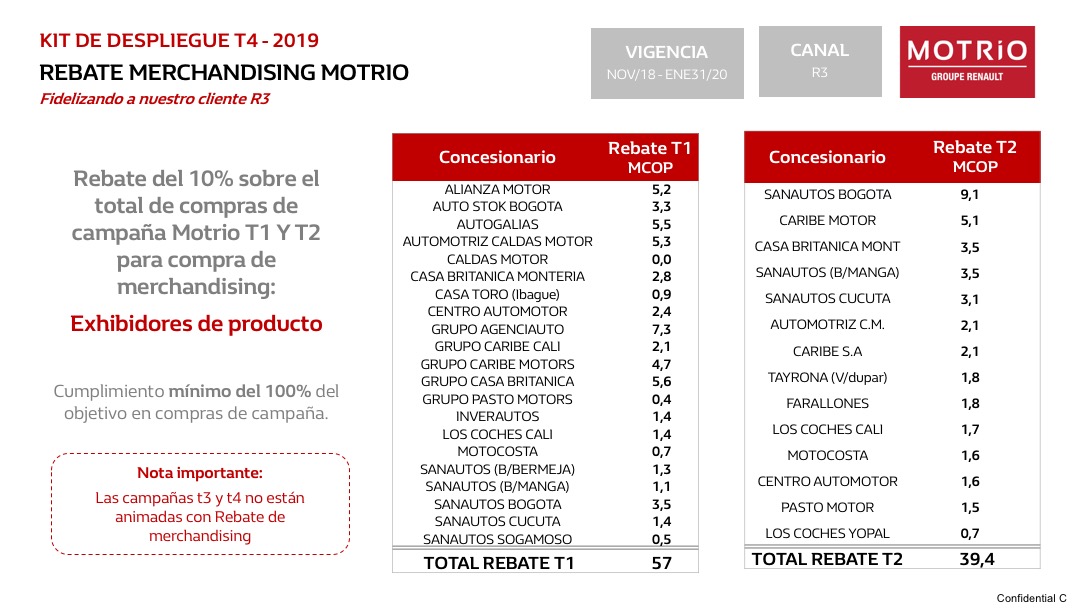 KIT DE DESPLIEGUE T4 - 2019
REBATE MERCHANDISING MOTRIO
Fidelizando a nuestro cliente R3
VIGENCIA
NOV/18 - ENE31/20
CANAL
R3
MOTRiO
GROUPE RENAULT
Rebate del 10% sobre el
total de compras de
campaña Motrio T1 Y T2
para compra de
merchandising:
Exhibidores de producto
Cumplimiento mínimo del 100% del
objetivo en compras de campaña.
Nota importante:
Las campañas t3 y t4 no están
animadas con Rebate de
merchandising
Concesionario Rebate T1 MCOP
ALIANZA MOTOR 5,2
AUTO STOK BOGOTA 3,3
AUTOGALIAS 5,5
AUTOMOTRIZ CALDAS MOTOR 5,3
CALDAS MOTOR 0,0
CASA BRITANICA MONTERIA 2,8
CASA TORO (Ibague) 0,9
CENTRO AUTOMOTOR 2,4
GRUPO AGENCIAUTO 7,3
GRUPO CARIBE CALI 2,1
GRUPO CARIBE MOTORS 4,7
GRUPO CASA BRITANICA 5,6
GRUPO PASTO MOTORS 0,4
INVERAUTOS 1,4
LOS COCHES CALI 1,4
MOTOCOSTA 0,7
SANAUTOS (B/BERMEJA) 1,3
SANAUTOS (B/MANGA) 1,1
SANAUTOS BOGOTA 3,5
SANAUTOS CUCUTA 1,4
SANAUTOS SOGAMOSO 0,5
TOTAL REBATE T1 57
Concesionario Rebate T2 MCOP
SANAUTOS BOGOTA 9,1
CARIBE MOTOR 5,1
CASA BRITANICA MONT 3,5
SANAUTOS (B/MANGA) 3,5
SANAUTOS CUCUTA 3,1
AUTOMOTRIZ C.M. 2,1
CARIBE S.A 2,1
TAYRONA (V/dupar) 1,8
FARALLONES 1,8
LOS COCHES CALI 1,7
MOTOCOSTA 1,6
CENTRO AUTOMOTOR 1,6
PASTO MOTOR 1,5
LOS COCHES YOPAL 0,7
TOTAL REBATE T2 39,4
Confidential C